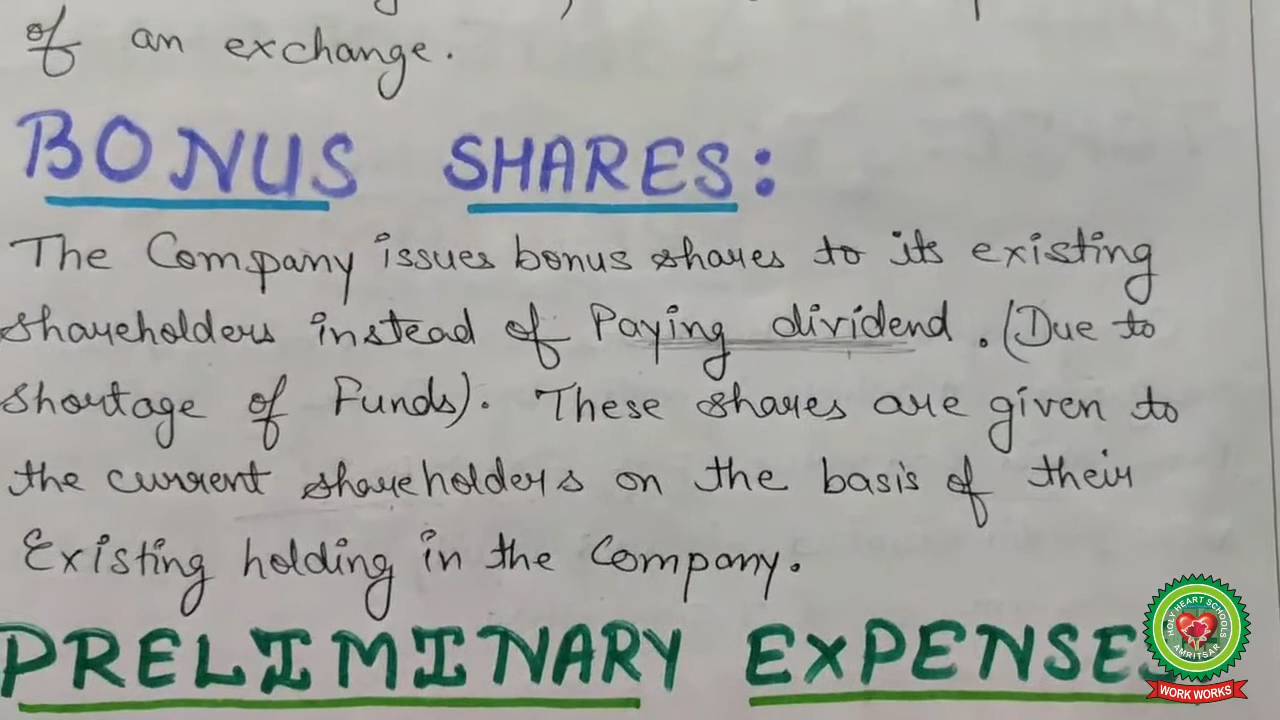 of an exchange.
BONUS SHARES:
The Company issues bonus shares to its existing
shareholders instead of Paying dividend. (Due to
shortage of Funds). These shares are given to
the current shareholders on the basis of their
Existing holding in the Company.
PRELIMINARY EXPENSES
HOLY HEART SCHOOLS
AMRITSAR
WORK WORKS